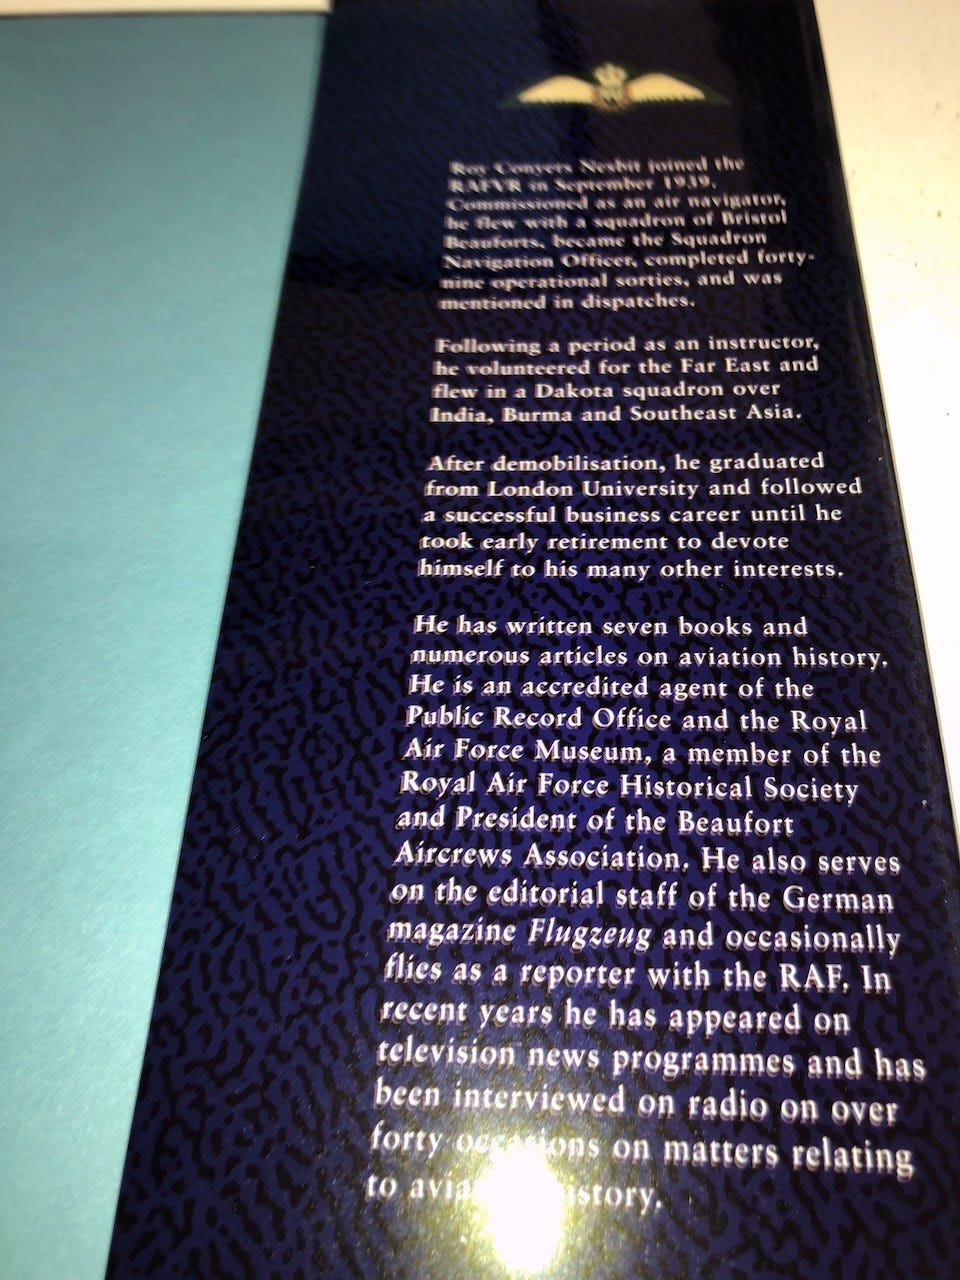 Roy Conyers Nesbit joined the
RAFVR in September 1939.
Commissioned as an air navigator,
he flew with a squadron of Bristol
Beauforts, became the Squadron
Navigation Officer, completed forty-
nine operational sorties, and was
mentioned in dispatches.
Following a period as an instructor,
he volunteered for the Far East and
flew in a Dakota squadron over
India, Burma and Southeast Asia.
After demobilisation, he graduated
from London University and followed
a successful business career until he
took early retirement to devote
himself to his many other interests.
He has written seven books and
numerous articles on aviation history.
He is an accredited agent of the
Public Record Office and the Royal
Air Force Museum, a member of the
Royal Air Force Historical Society
and President of the Beaufort
Aircrews Association. He also serves
on the editorial staff of the German
magazine Flugzeug and occasionally
flies as a reporter with the RAF. In
recent years he has appeared on
television news programmes and has
been interviewed on radio on over
forty occasions on matters relating
to